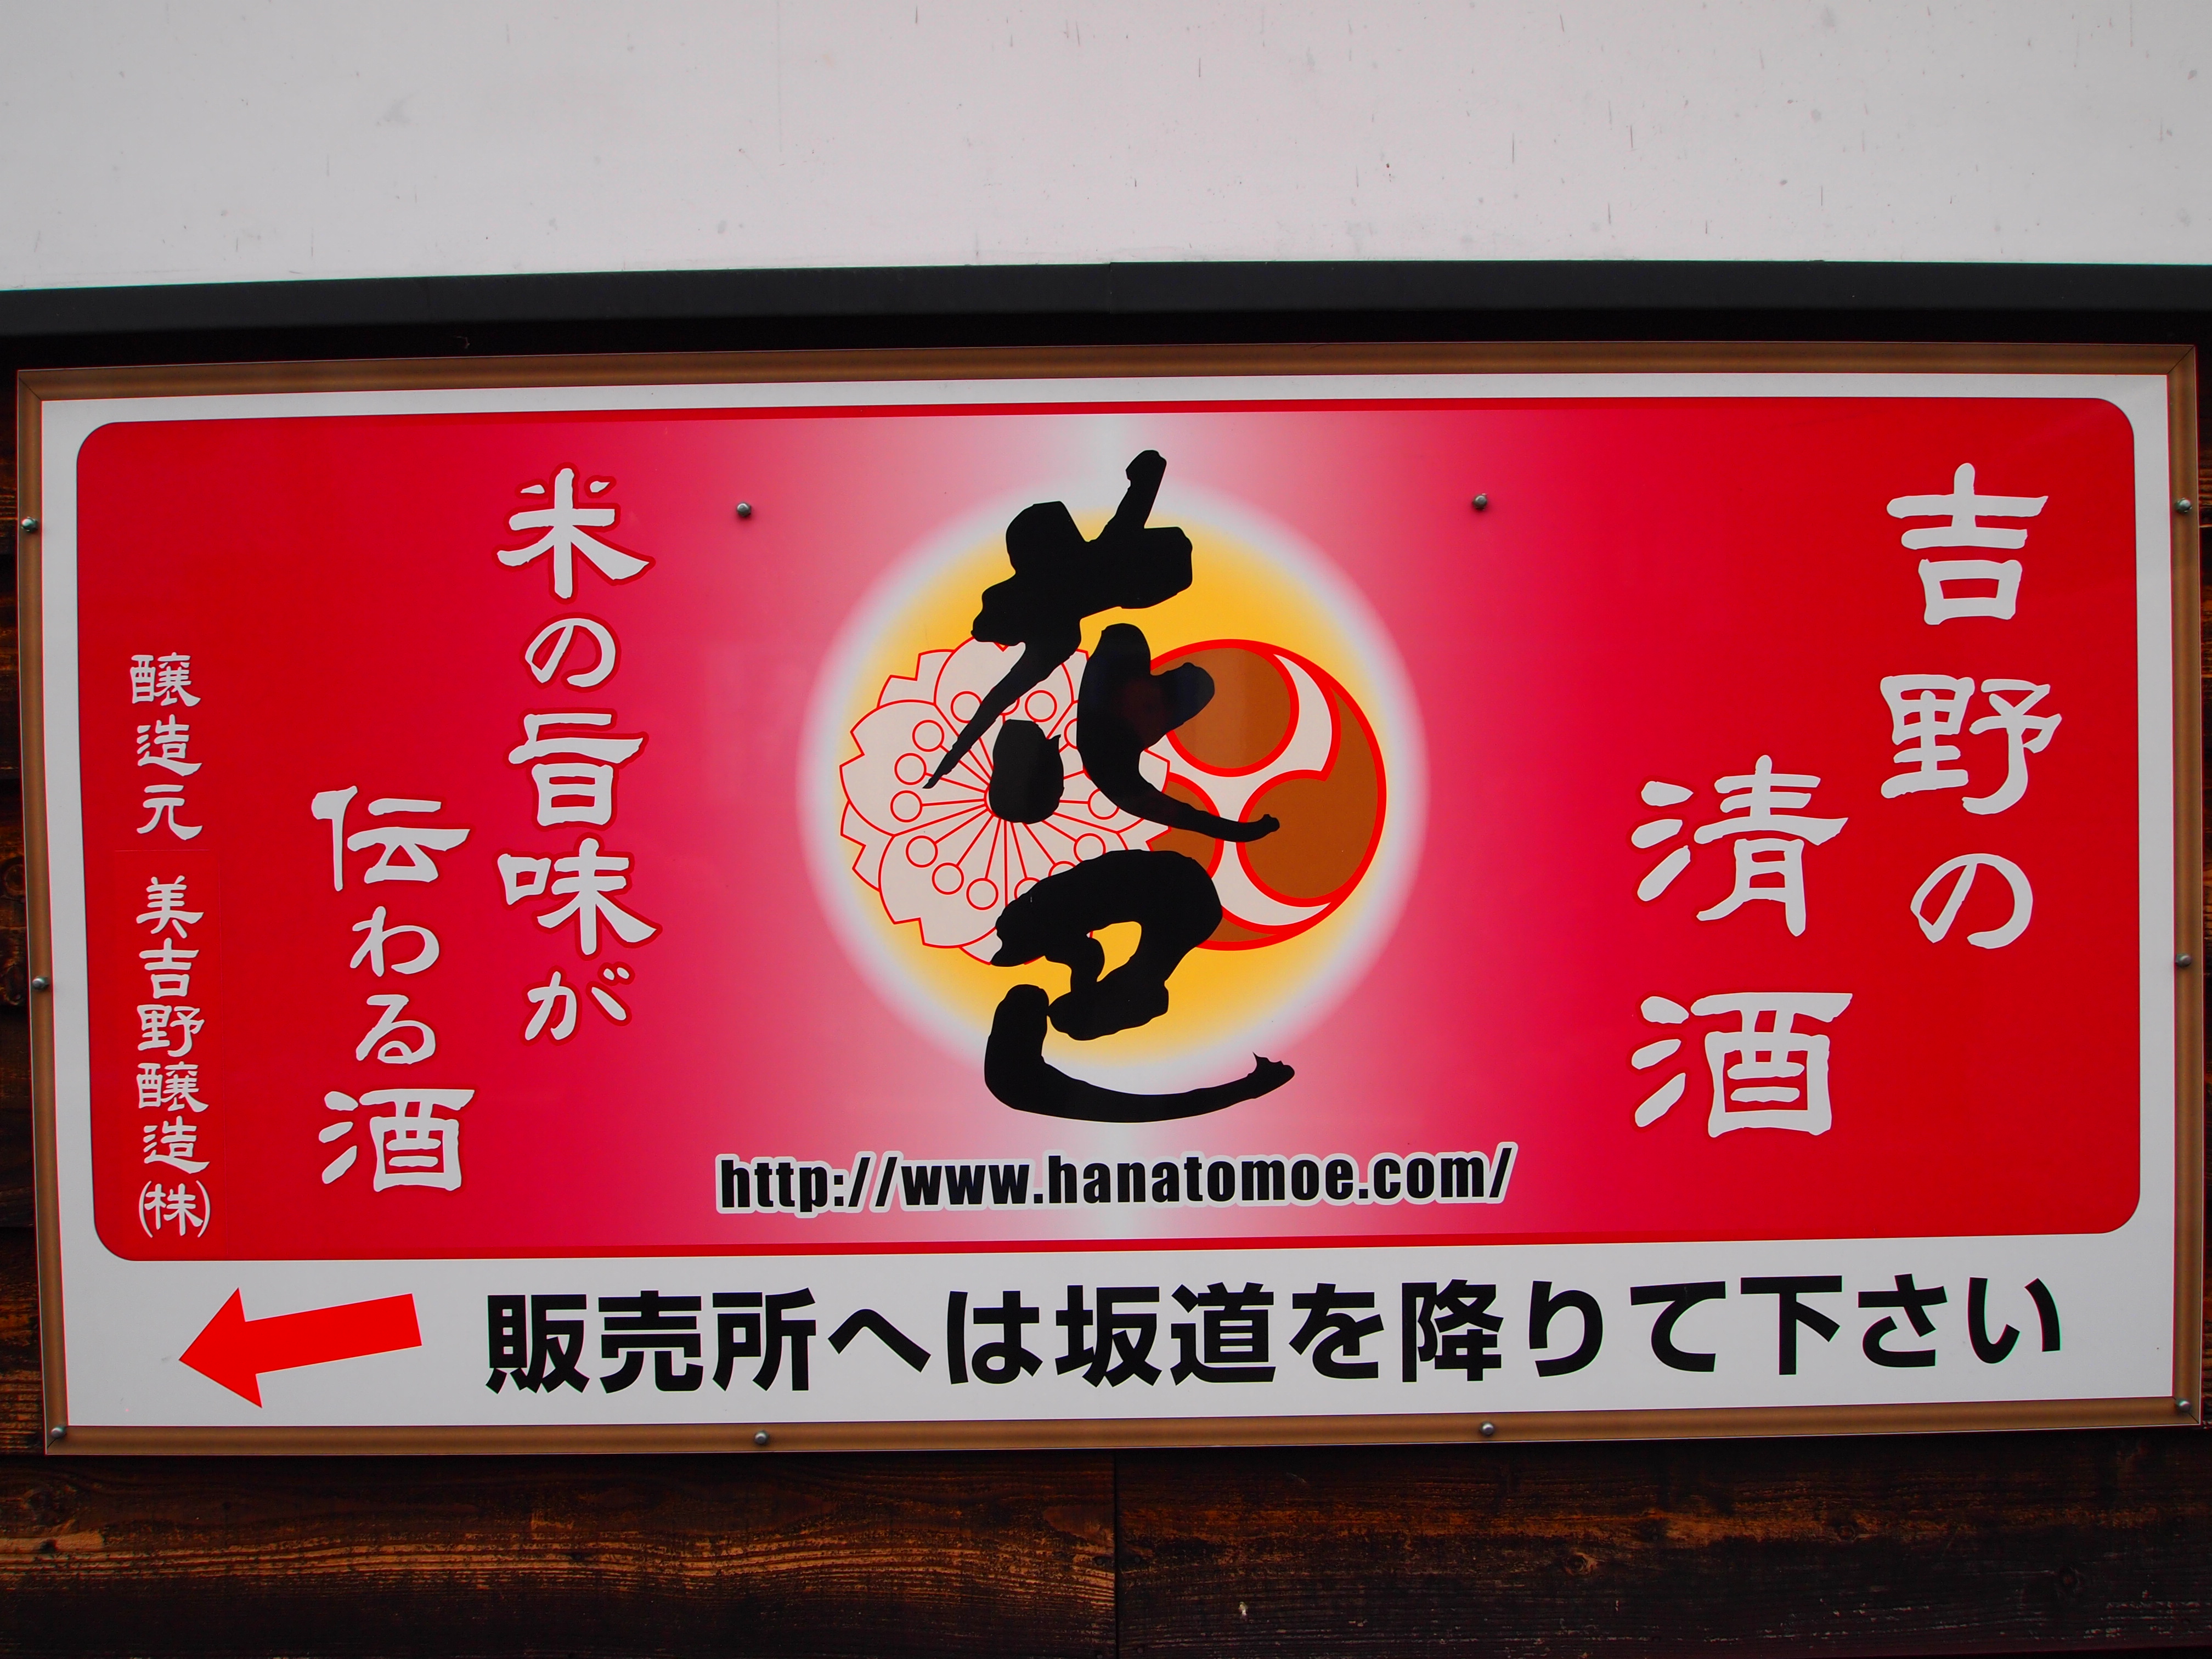 吉野の
清酒
花巴
http://www.hanatomoe.com/
米の旨味が
伝わる酒
醸造元 美吉野醸造(株)
販売所へは坂道を降りて下さい